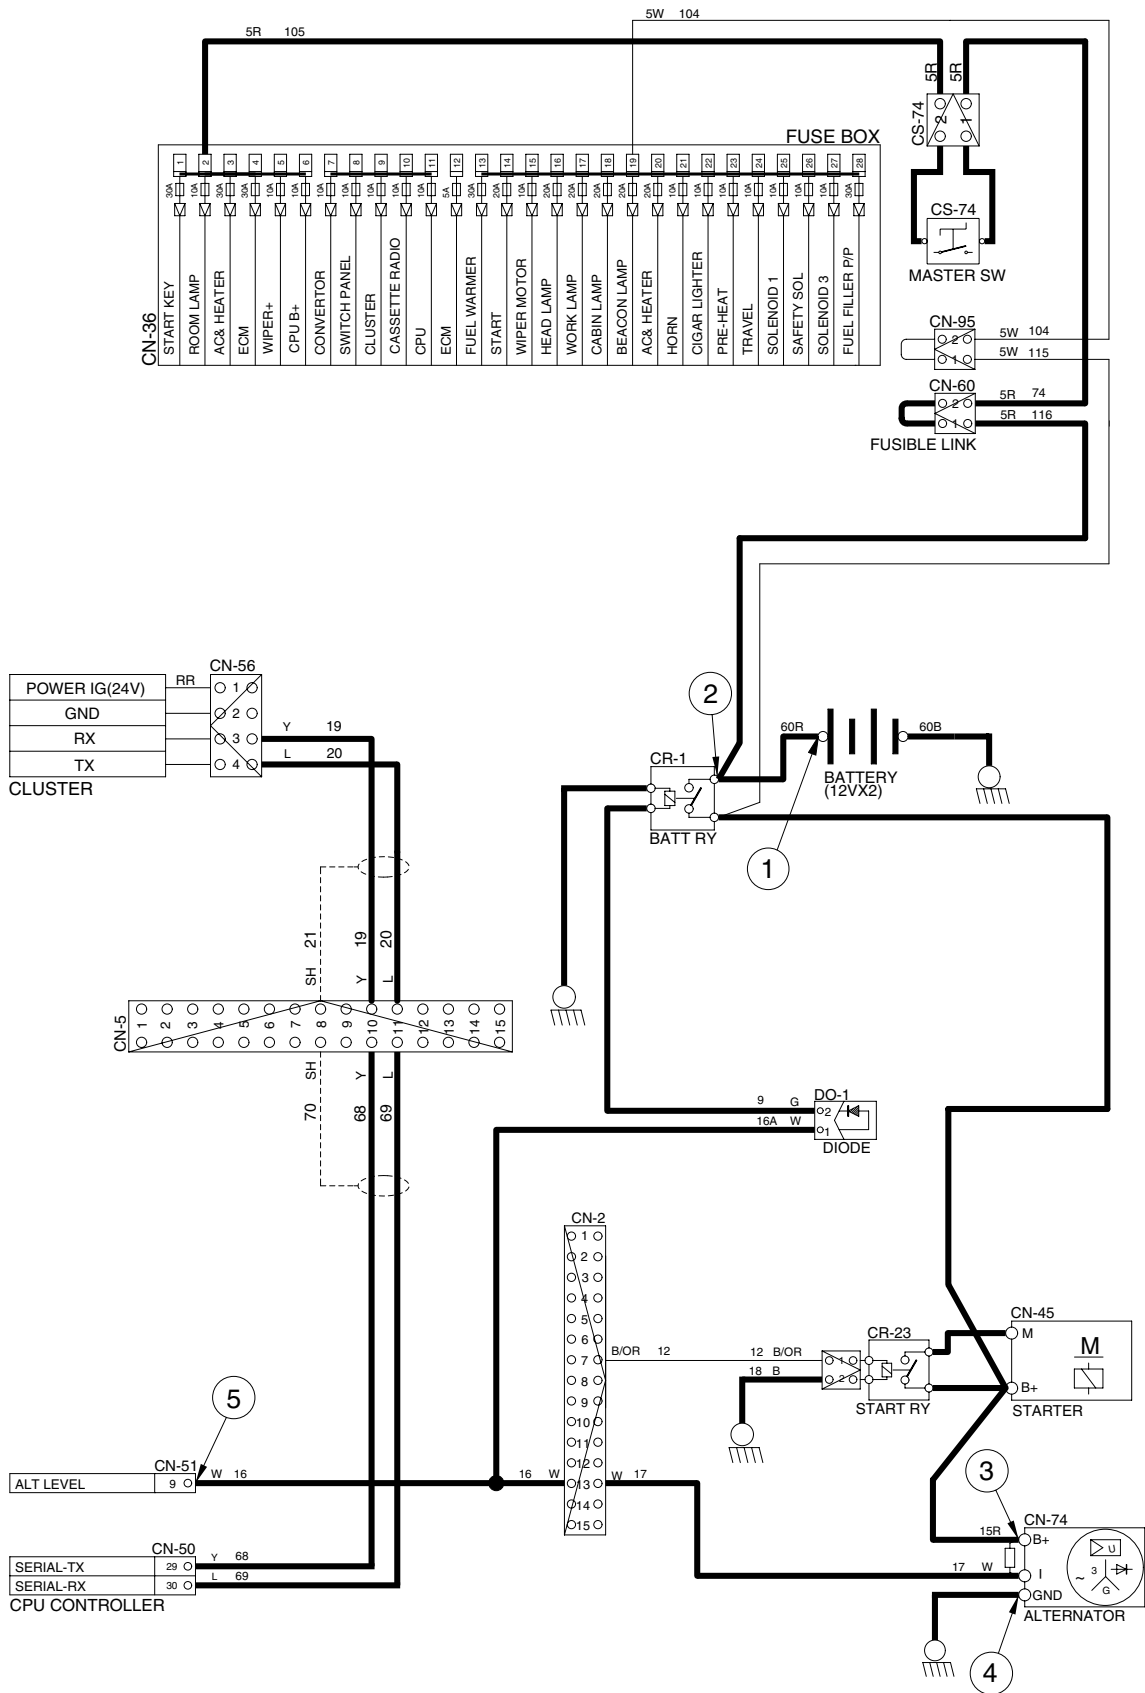 5W 104
5R 105
5R
5R
CS-74
2
1
FUSE BOX
CN-36
1 2 3 4 5 6 7 8 9 10 11 12 13 14 15 16 17 18 19 20 21 22 23 24 25 26 27 28
30A 10A 30A 30A 10A 10A 10A 10A 10A 10A 10A 5A 30A 10A 10A 20A 20A 20A 20A 10A 10A 10A 10A 10A 10A 10A 10A 30A
START KEY
ROOM LAMP
AC& HEATER
ECM
WIPER+
CPU B+
CONVERTOR
SWITCH PANEL
CLUSTER
CASSETTE RADIO
CPU
ECM
FUEL WARMER
START
WIPER MOTOR
HEAD LAMP
WORK LAMP
CABIN LAMP
BEACON LAMP
AC& HEATER
HORN
CIGAR LIGHTER
PRE-HEAT
TRAVEL
SOLENOID 1
SAFETY SOL
SOLENOID 3
FUEL FILLER P/P
CS-74
MASTER SW
CN-95
2 5W 104
1 5W 115
CN-60
2 5R 74
1 5R 116
FUSIBLE LINK
CN-56
POWER IG(24V) RR 1
GND 2
RX 3 Y 19
TX 4 L 20
CLUSTER
2
60R
60B
BATTERY
(12VX2)
CR-1
BATT RY
1
21 19 20
SH Y L
CN-5
1 2 3 4 5 6 7 8 9 10 11 12 13 14 15
SH Y L
70 68 69
DO-1
9 G 2
16A W 1
DIODE
CN-2
1
2
3
4
5
6
7 B/OR 12
8
9
10
11
12
16 W 13 W 17
14
15
12 B/OR 1
18 B 2
CR-23
START RY
CN-45
M
M
B+
STARTER
5
CN-51
ALT LEVEL 9 W 16
CN-50
SERIAL-TX 29 Y 68
SERIAL-RX 30 L 69
CPU CONTROLLER
3
CN-74
15R B+
17 W I
GND
U
3
~
G
ALTERNATOR
4